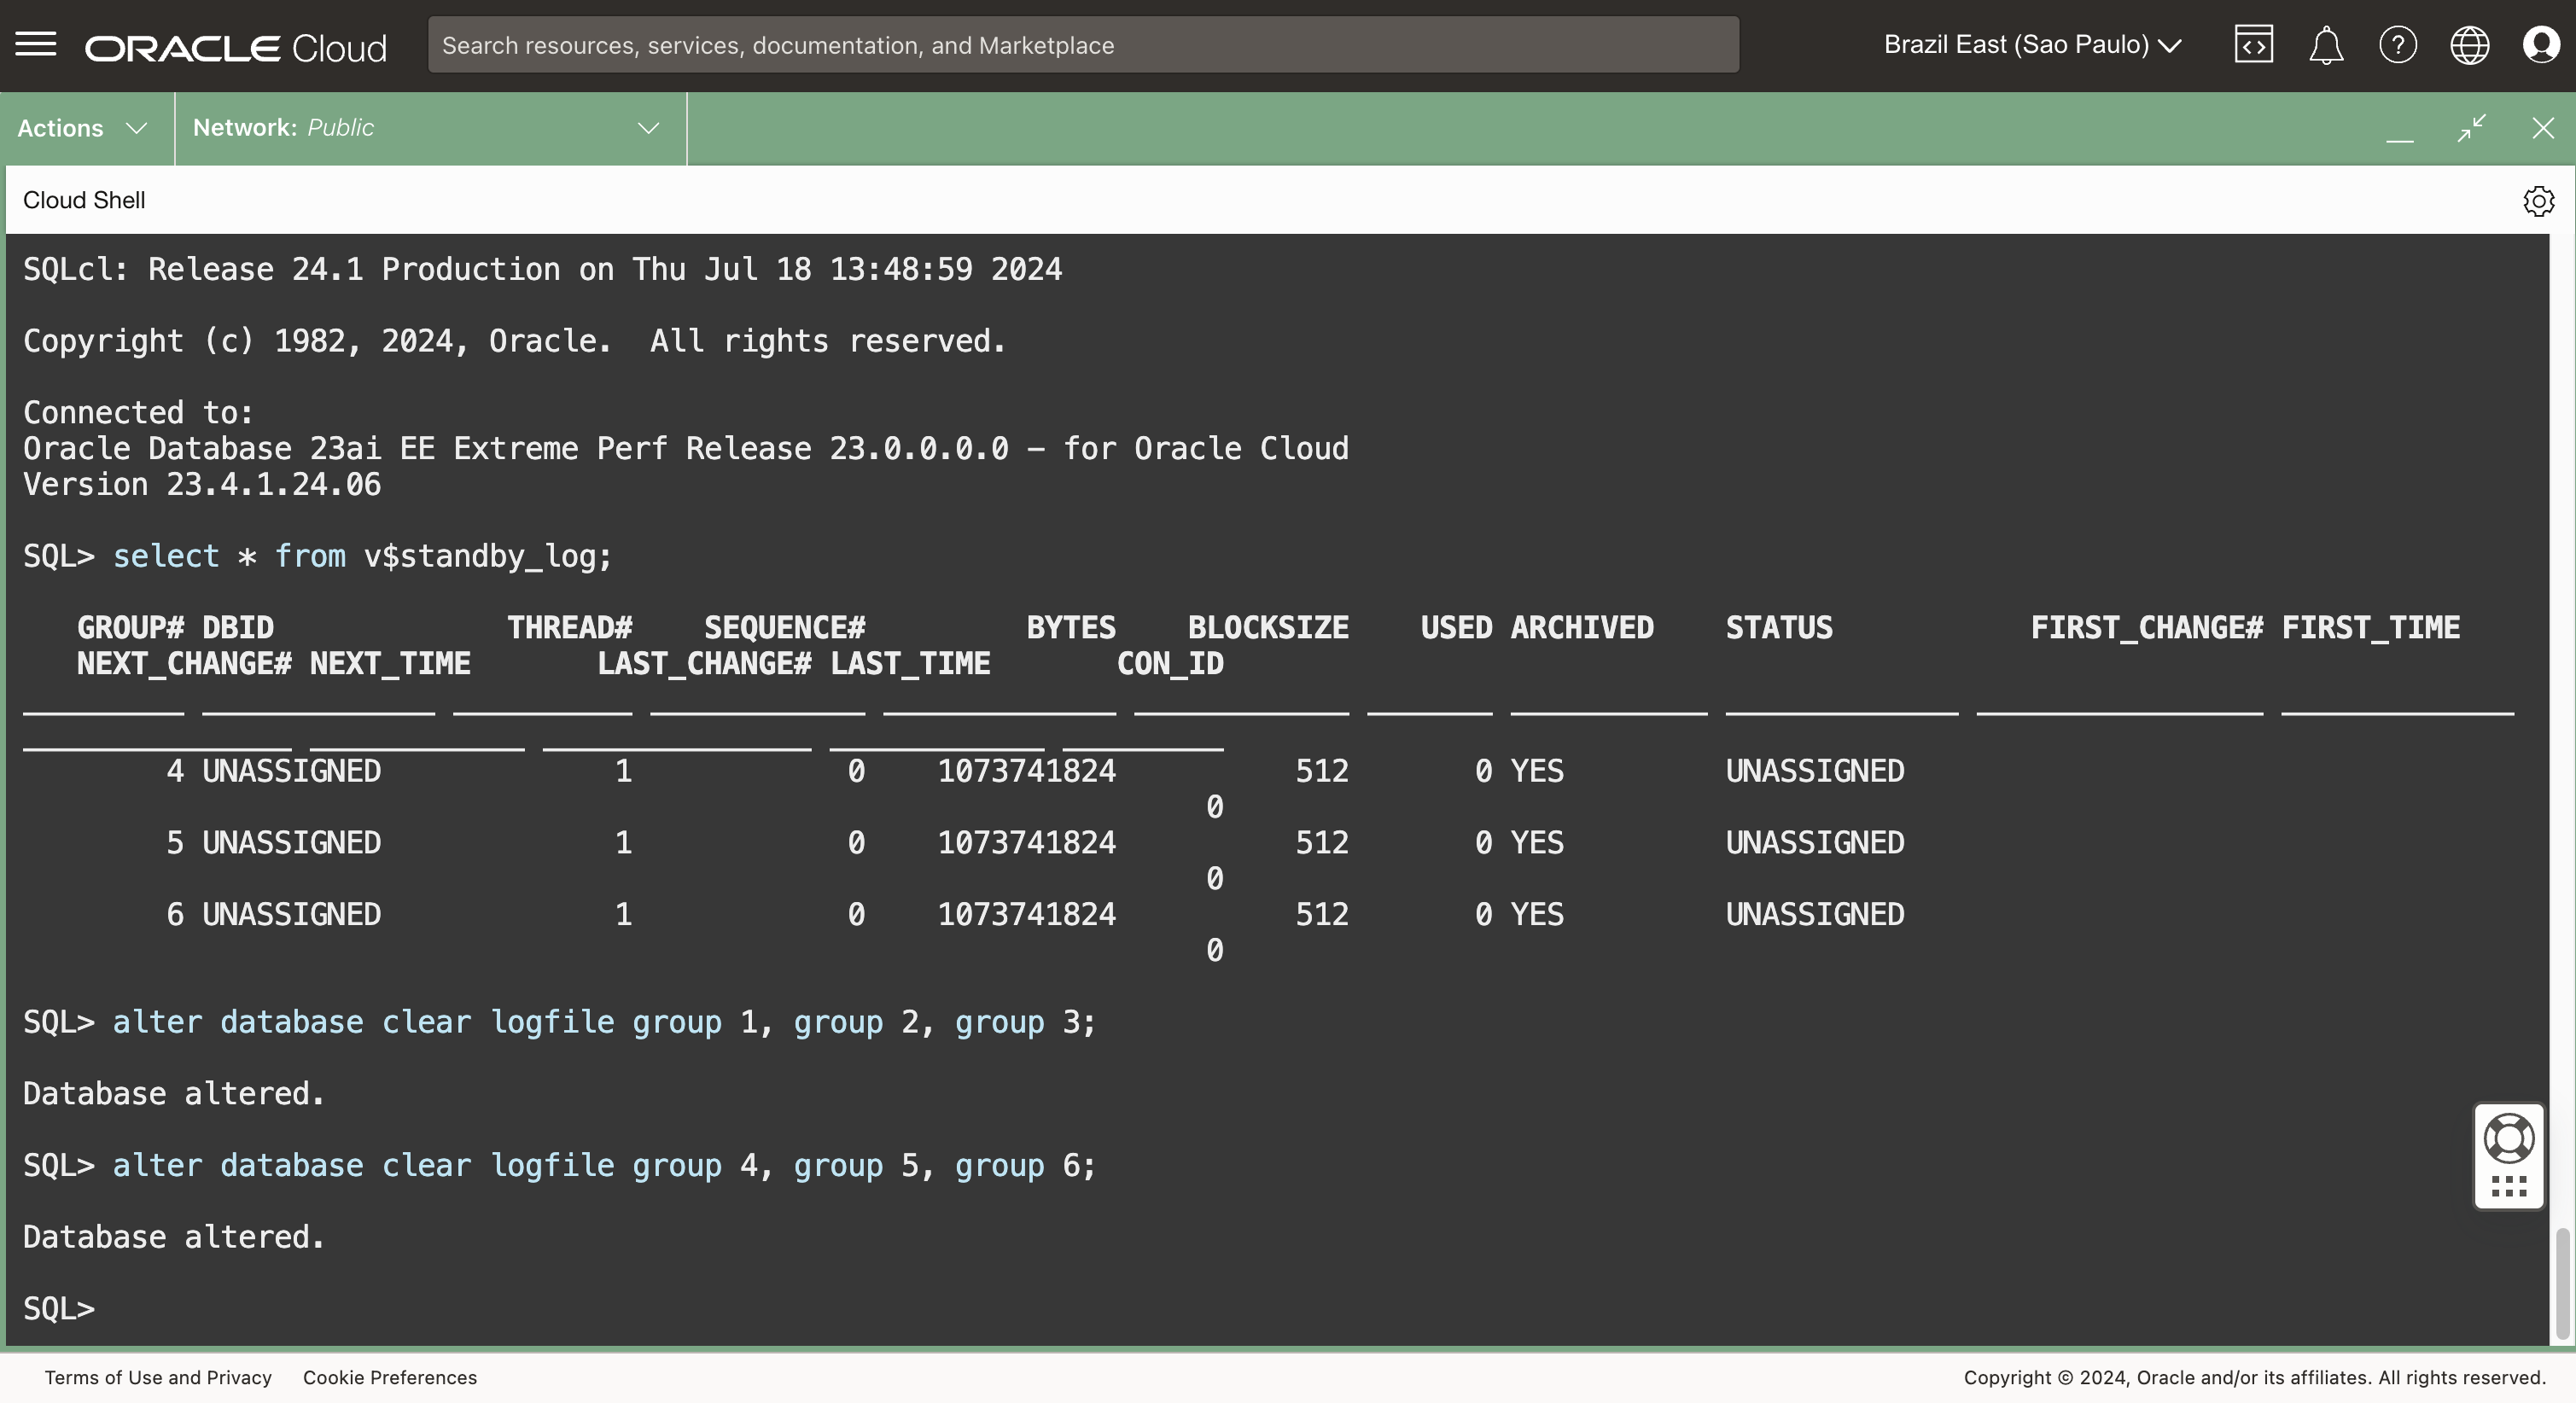 ORACLE Cloud
Search resources, services, documentation, and Marketplace
Brazil East (Sao Paulo)
Actions
Network: Public
Cloud Shell
SQLcl: Release 24.1 Production on Thu Jul 18 13:48:59 2024
Copyright (c) 1982, 2024, Oracle.  All rights reserved.
Connected to:
Oracle Database 23ai EE Extreme Perf Release 23.0.0.0.0 – for Oracle Cloud
Version 23.4.1.24.06
SQL> select * from v$standby_log;
GROUP# DBID THREAD# SEQUENCE# BYTES BLOCKSIZE USED ARCHIVED STATUS FIRST_CHANGE# FIRST_TIME
NEXT_CHANGE# NEXT_TIME LAST_CHANGE# LAST_TIME CON_ID
4 UNASSIGNED 1 0 1073741824 512 0 YES UNASSIGNED
0
5 UNASSIGNED 1 0 1073741824 512 0 YES UNASSIGNED
0
6 UNASSIGNED 1 0 1073741824 512 0 YES UNASSIGNED
0
SQL> alter database clear logfile group 1, group 2, group 3;
Database altered.
SQL> alter database clear logfile group 4, group 5, group 6;
Database altered.
SQL>
Terms of Use and Privacy
Cookie Preferences
Copyright © 2024, Oracle and/or its affiliates. All rights reserved.